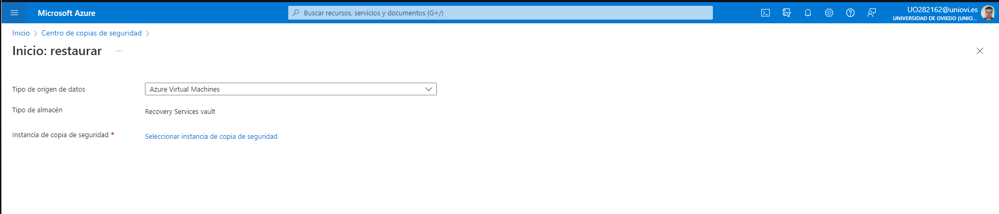 Microsoft Azure
Buscar recursos, servicios y documentos (G+/)
UO282162@uniovi.es
UNIVERSIDAD DE OVIEDO (UNIO...
Inicio > Centro de copias de seguridad >
Inicio: restaurar ...
Tipo de origen de datos
Azure Virtual Machines
Tipo de almacén
Recovery Services vault
Instancia de copia de seguridad *
Seleccionar instancia de copia de seguridad